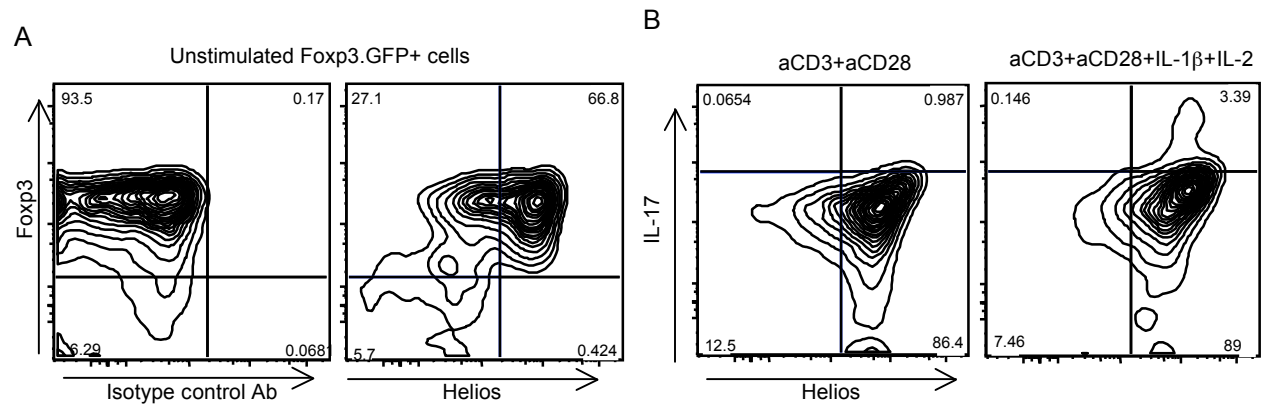 A
Unstimulated Foxp3.GFP+ cells
93.5
0.17
27.1
66.8
Foxp3
6.29
0.0681
5.7
0.424
Isotype control Ab
Helios
B
aCD3+aCD28
aCD3+aCD28+IL-1β+IL-2
0.0654
0.987
0.146
3.39
IL-17
12.5
86.4
7.46
89
Helios